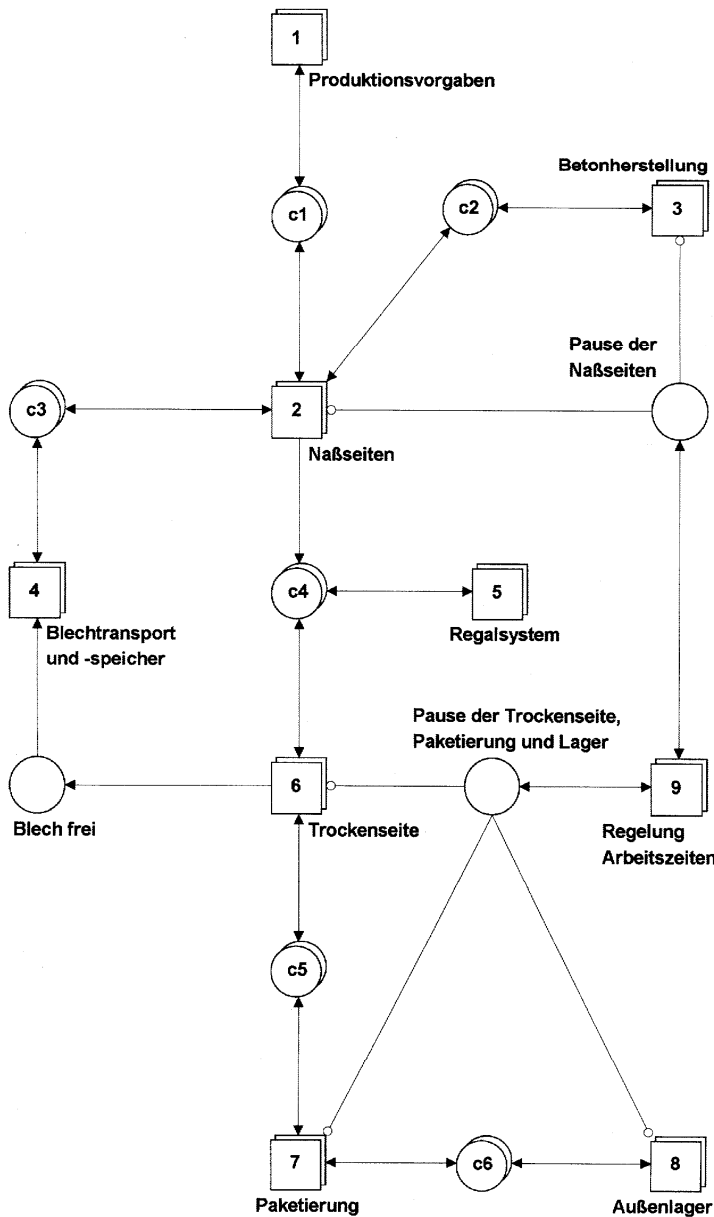 1
Produktionsvorgaben
Betonherstellung
c1
c2
3
Pause der
Naßseiten
c3
2
Naßseiten
4
c4
5
Blechtransport
und -speicher
Regalsystem
Pause der Trockenseite,
Paketierung und Lager
6
9
Blech frei
Trockenseite
Regelung
Arbeitszeiten
c5
7
c6
8
Paketierung
Außenlager